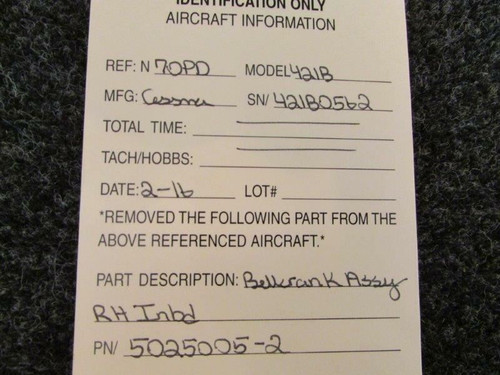 IDENTIFICATION ONLY
AIRCRAFT INFORMATION
REF: N 70PD MODEL 421B
MFG: Cessna SN/ 421B0562
TOTAL TIME:
TACH/HOBBS:
DATE: 2-16 LOT#
*REMOVED THE FOLLOWING PART FROM THE
ABOVE REFERENCED AIRCRAFT.*
PART DESCRIPTION: Bellcrank Assy
RH Inbd
PN/ 5025005-2